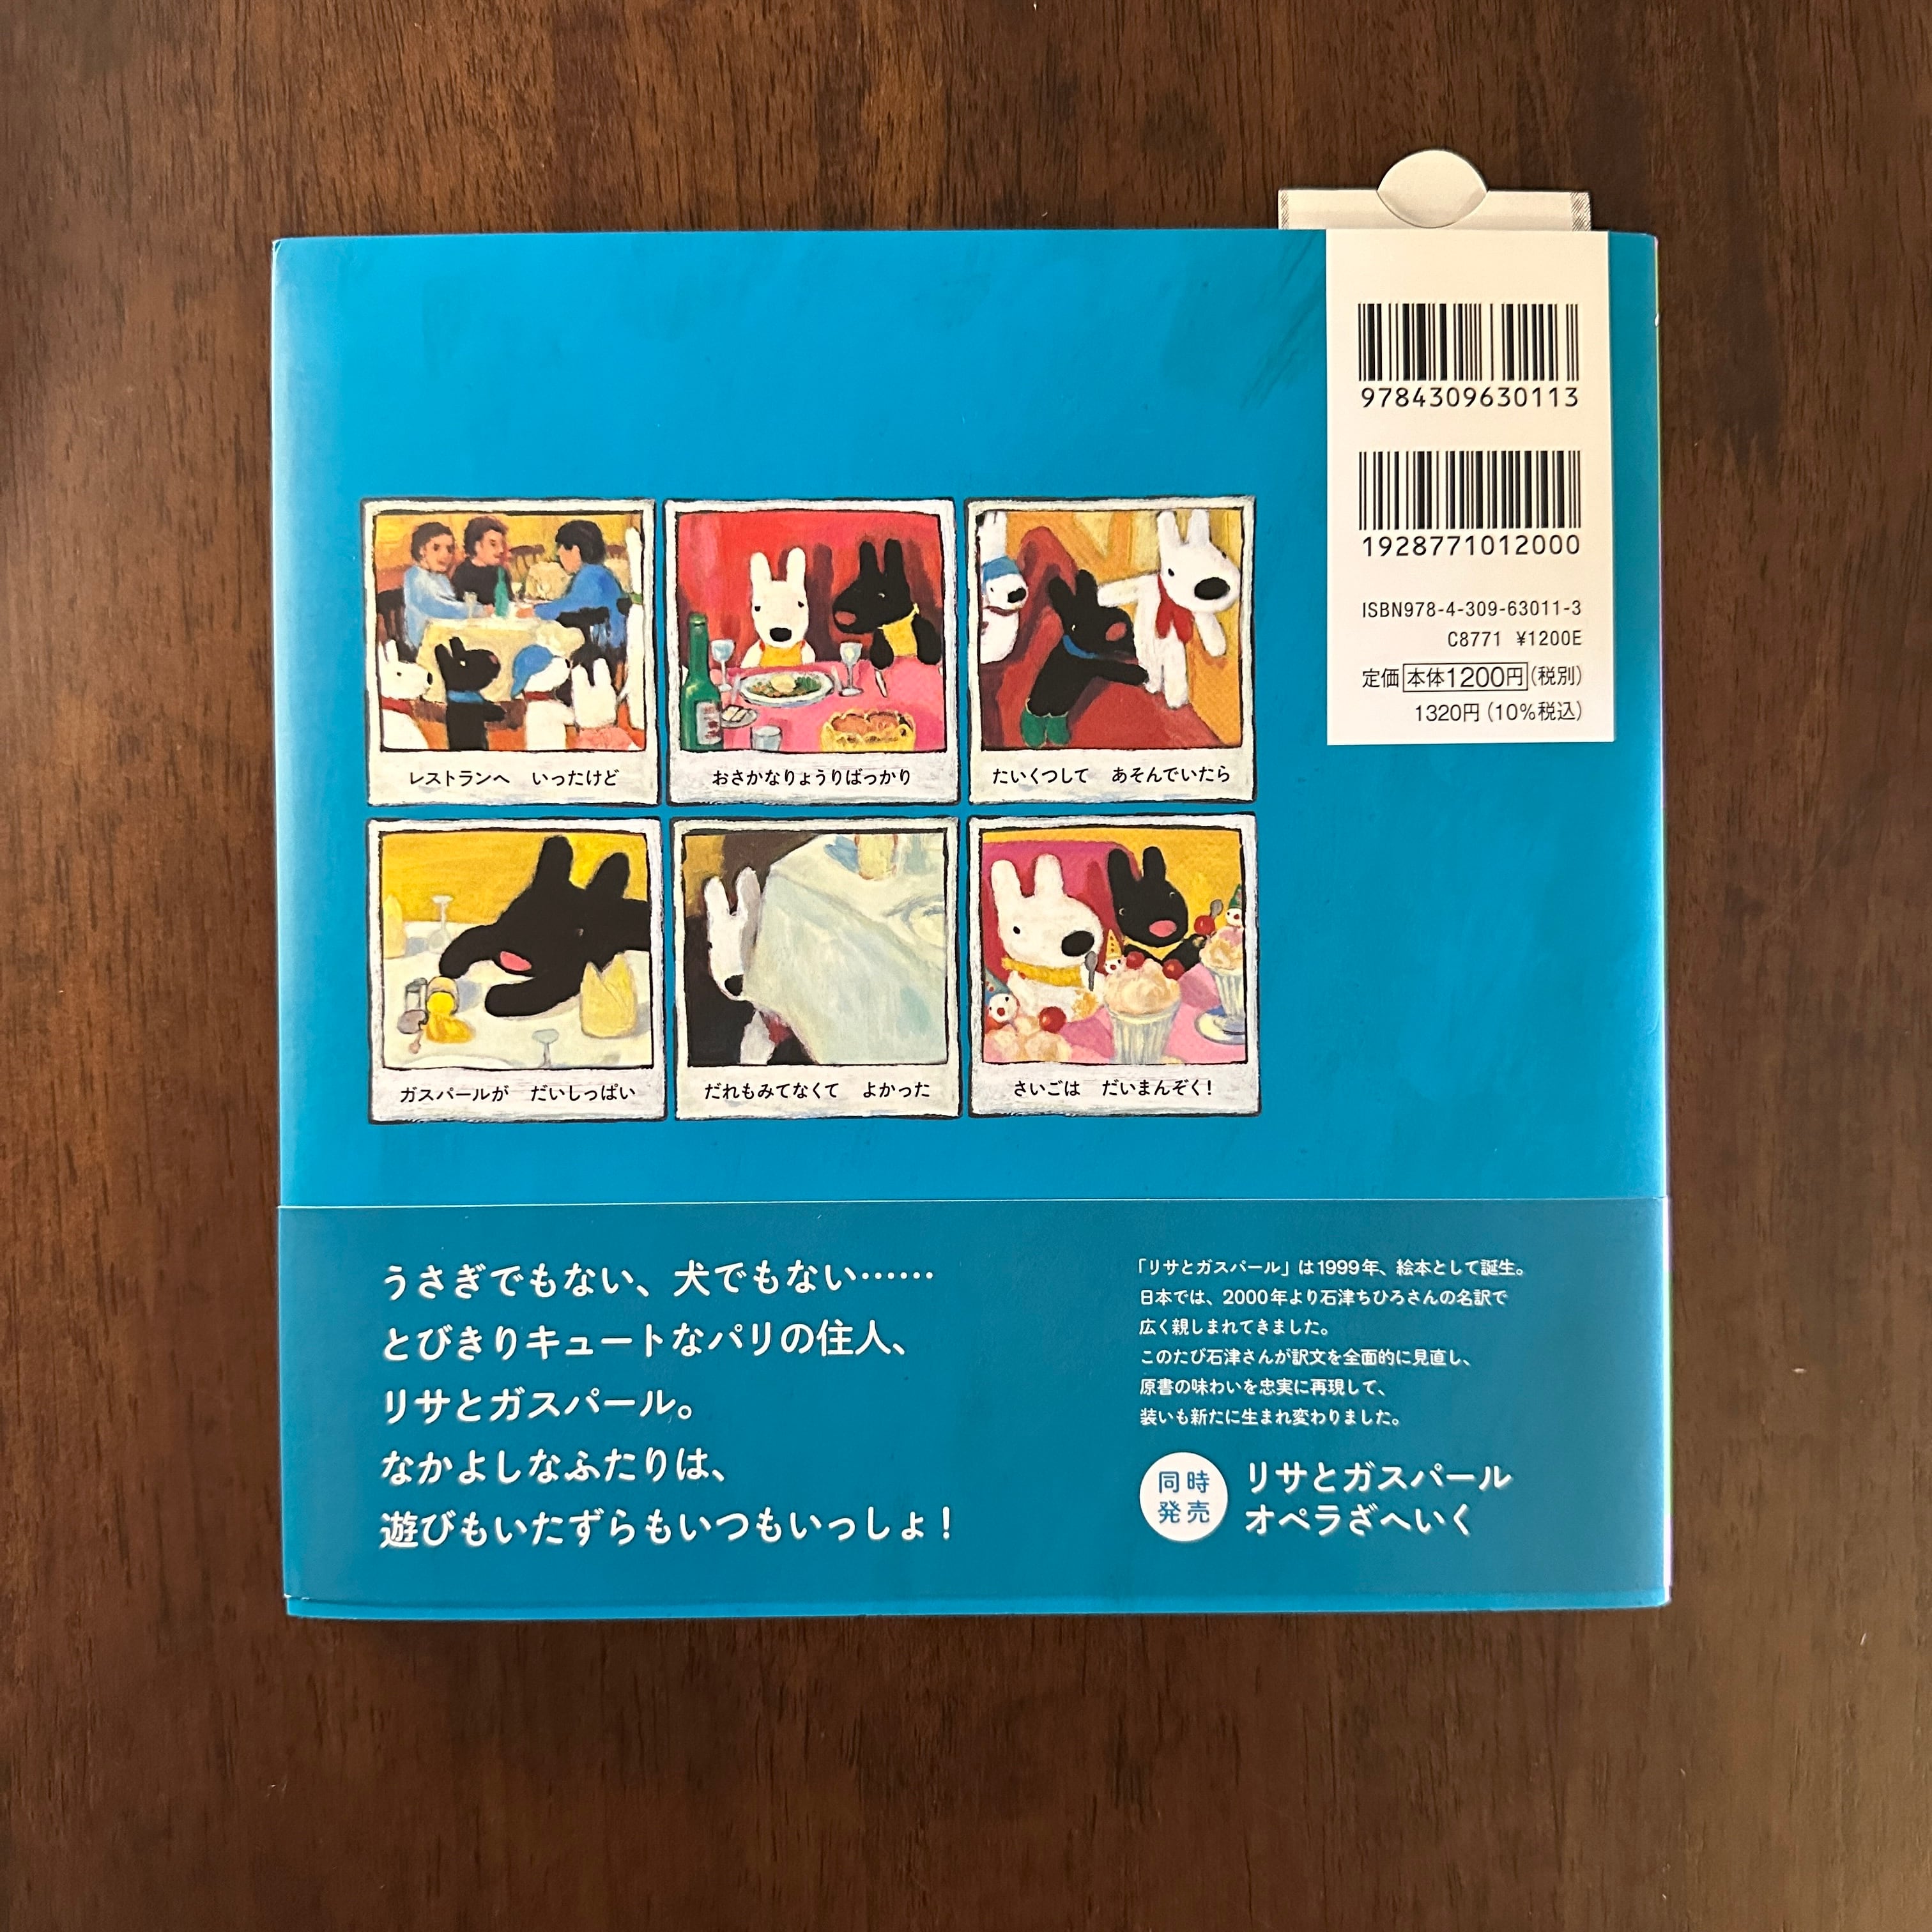 9784309630113
1928771012000
ISBN978-4-309-63011-3
C8771 ¥1200E
定価 本体1200円(税別)
1320円(10%税込)
レストランへ いったけど
おさかなりょうりばっかり
たいくつして あそんでいたら
ガスパールが だいしっぱい
だれもみてなくて よかった
さいごは だいまんぞく!
うさぎでもない、犬でもない……
とびきりキュートなパリの住人、
リサとガスパール。
なかよしなふたりは、
遊びもいたずらもいつもいっしょ!
「リサとガスパール」は1999年、絵本として誕生。
日本では、2000年より石津ちひろさんの名訳で
広く親しまれてきました。
このたび石津さんが訳文を全面的に見直し、
原書の味わいを忠実に再現して、
装いも新たに生まれ変わりました。
同時
発売
リサとガスパール
オペラざへいく